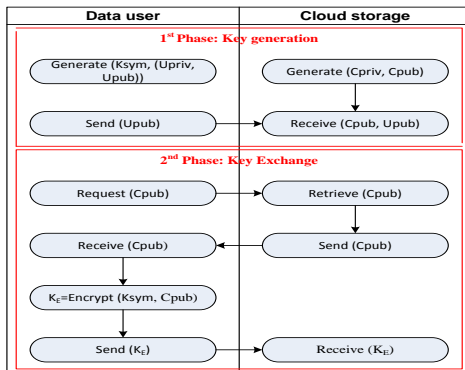 Data user
Cloud storage
1st Phase: Key generation
Generate (Ksym, (Upriv,
Upub))
Generate (Cpriv, Cpub)
Send (Upub)
Receive (Cpub, Upub)
2nd Phase: Key Exchange
Request (Cpub)
Retrieve (Cpub)
Receive (Cpub)
Send (Cpub)
KE=Encrypt (Ksym, Cpub)
Send (KE)
Receive (KE)